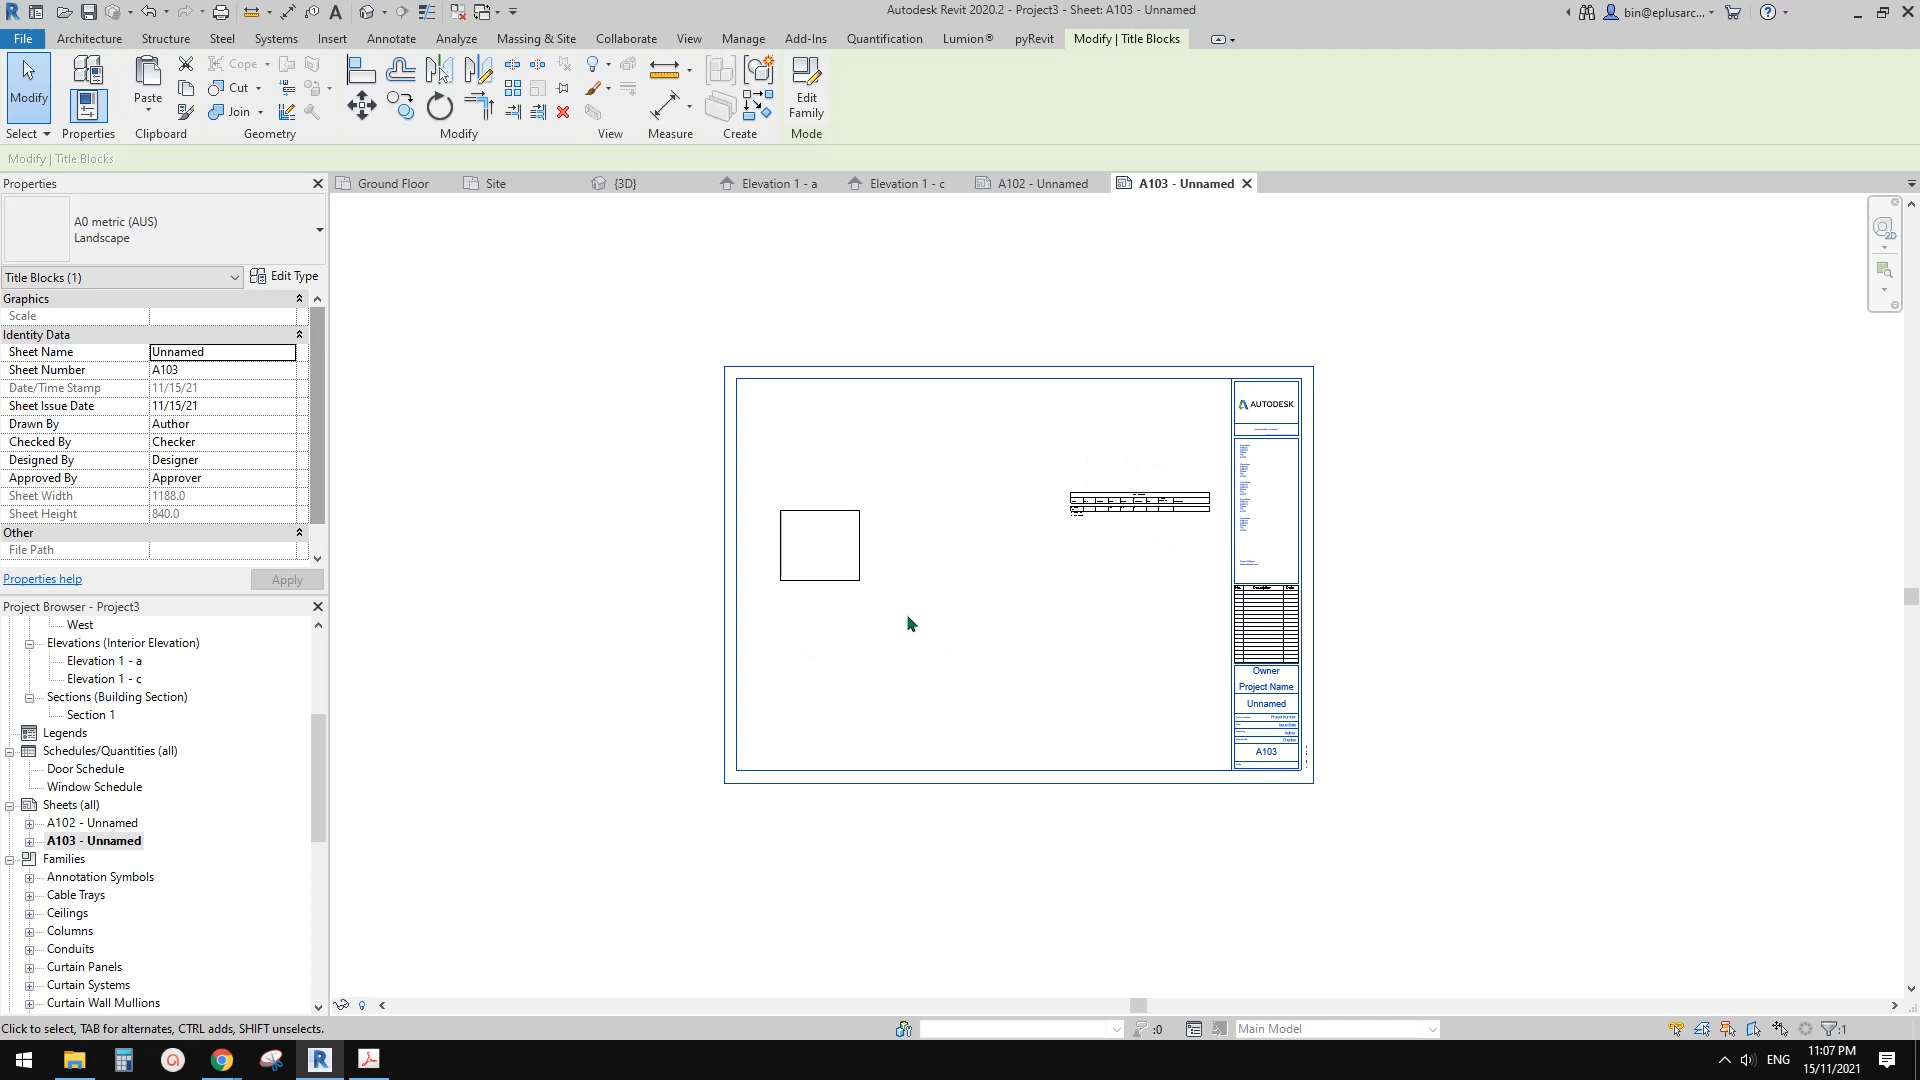 Autodesk Revit 2020.2 - Project3 - Sheet: A103 - Unnamed
bin@eplusarc...
File Architecture Structure Steel Systems Insert Annotate Analyze Massing & Site Collaborate View Manage Add-Ins Quantification Lumion® pyRevit Modify | Title Blocks
Modify
Paste
Cope
Cut
Join
Edit
Family
Select Properties Clipboard Geometry Modify View Measure Create Mode
Modify | Title Blocks
Properties
Ground Floor
Site
{3D}
Elevation 1 - a
Elevation 1 - c
A102 - Unnamed
A103 - Unnamed
A0 metric (AUS)
Landscape
Title Blocks (1)
Edit Type
Graphics
Scale
Identity Data
Sheet Name Unnamed
Sheet Number A103
Date/Time Stamp 11/15/21
Sheet Issue Date 11/15/21
Drawn By Author
Checked By Checker
Designed By Designer
Approved By Approver
Sheet Width 1188.0
Sheet Height 840.0
Other
File Path
Properties help
Apply
Project Browser - Project3
West
Elevations (Interior Elevation)
Elevation 1 - a
Elevation 1 - c
Sections (Building Section)
Section 1
Legends
Schedules/Quantities (all)
Door Schedule
Window Schedule
Sheets (all)
A102 - Unnamed
A103 - Unnamed
Families
Annotation Symbols
Cable Trays
Ceilings
Columns
Conduits
Curtain Panels
Curtain Systems
Curtain Wall Mullions
AUTODESK
No. Description Date
Owner
Project Name
Unnamed
Project Number
Issue Date
Author
Checker
A103
2D
Click to select, TAB for alternates, CTRL adds, SHIFT unselects.
:0
Main Model
:1
ENG
11:07 PM
15/11/2021